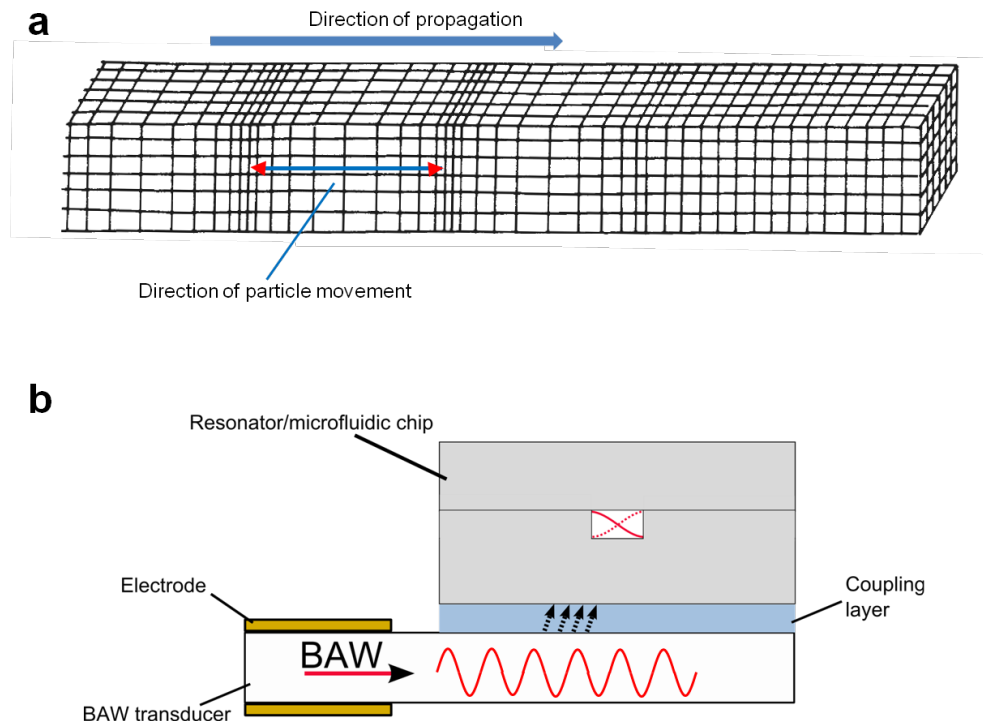 a
Direction of propagation
Direction of particle movement
b
Resonator/microfluidic chip
Electrode
Coupling
layer
BAW
BAW transducer